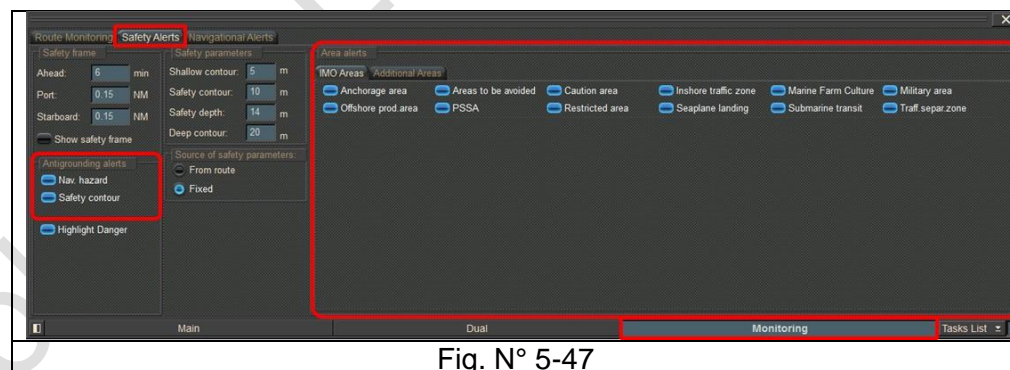 Route Monitoring Safety Alerts Navigational Alerts
Safety frame
Ahead: 6 min
Port: 0.15 NM
Starboard: 0.15 NM
Show safety frame
Antigrounding alerts
Nav. hazard
Safety contour
Highlight Danger
Safety parameters
Shallow contour: 5 m
Safety contour: 10 m
Safety depth: 14 m
Deep contour: 20 m
Source of safety parameters:
From route
Fixed
Area alerts
IMO Areas Additional Areas
Anchorage area Areas to be avoided Caution area Inshore traffic zone Marine Farm Culture Military area
Offshore prod.area PSSA Restricted area Seaplane landing Submarine transit Traff.separ.zone
Main Dual Monitoring Tasks List
Fig. N° 5-47